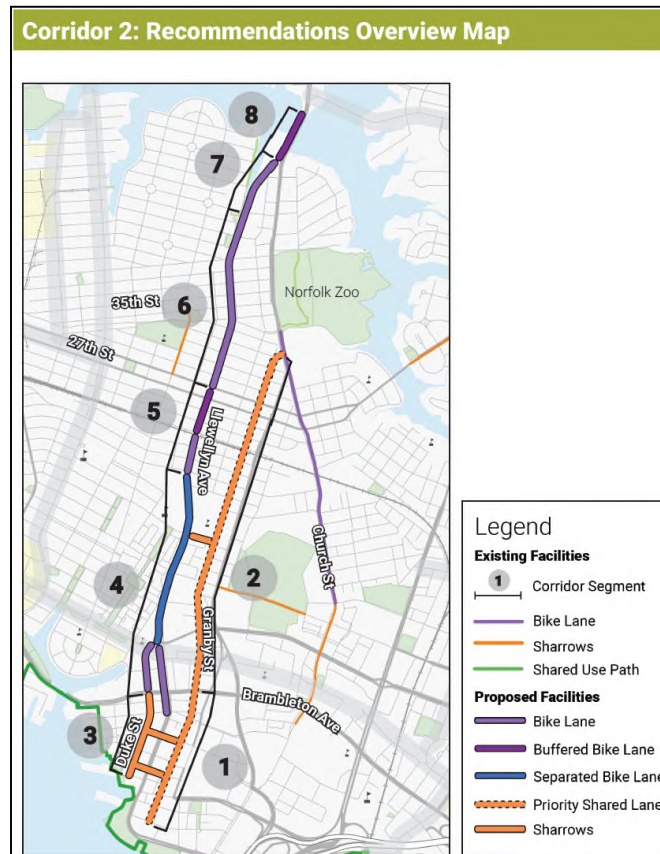 Corridor 2: Recommendations Overview Map
8
7
Norfolk Zoo
35th St
6
27th St
5
Llewellyn Ave
Church St
2
4
Granby St
Brambleton Ave
3
Duke St
1
Legend
Existing Facilities
1 Corridor Segment
Bike Lane
Sharrows
Shared Use Path
Proposed Facilities
Bike Lane
Buffered Bike Lane
Separated Bike Lane
Priority Shared Lane
Sharrows